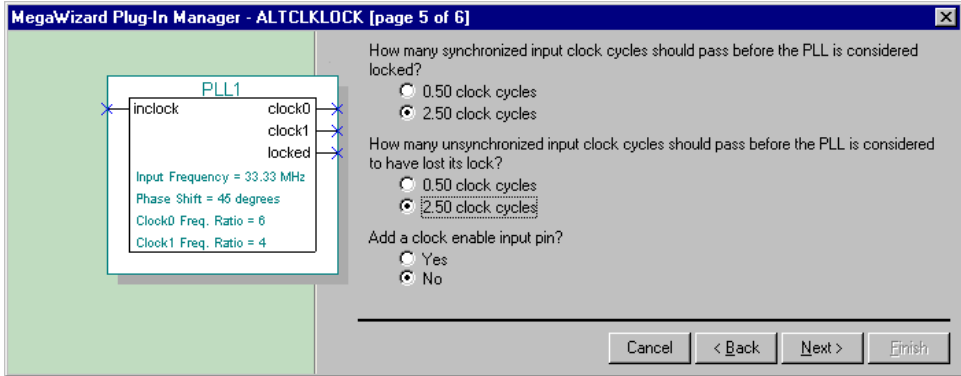 MegaWizard Plug-In Manager - ALTCLKLOCK [page 5 of 6]
How many synchronized input clock cycles should pass before the PLL is considered
locked?
0.50 clock cycles
2.50 clock cycles
How many unsynchronized input clock cycles should pass before the PLL is considered
to have lost its lock?
0.50 clock cycles
2.50 clock cycles
Add a clock enable input pin?
Yes
No
PLL1
inclock clock0
clock1
locked
Input Frequency = 33.33 MHz
Phase Shift = 45 degrees
Clock0 Freq. Ratio = 6
Clock1 Freq. Ratio = 4
Cancel < Back Next > Finish